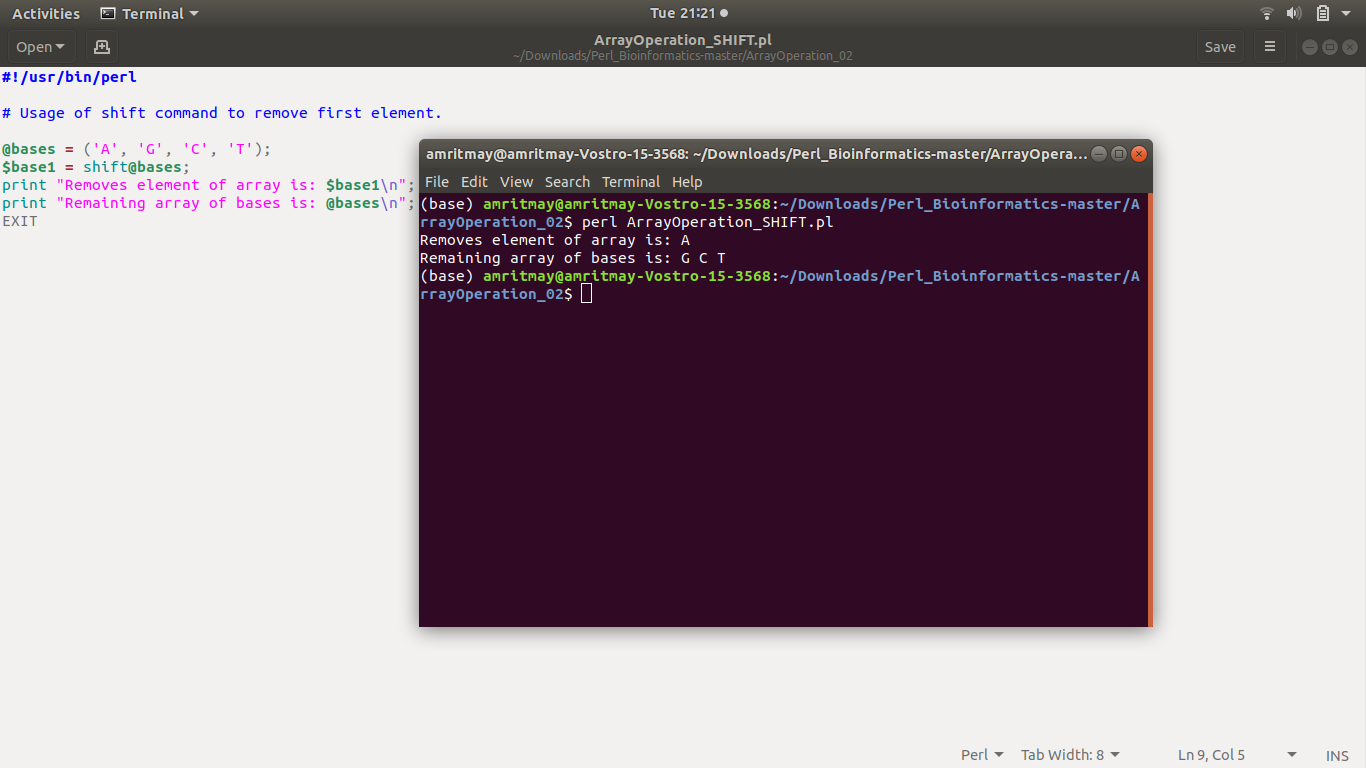 Activities Terminal Tue 21:21
Open ArrayOperation_SHIFT.pl Save
~/Downloads/Perl_Bioinformatics-master/ArrayOperation_02
#!/usr/bin/perl
# Usage of shift command to remove first element.
@bases = ('A', 'G', 'C', 'T');
$base1 = shift@bases;
print "Removes element of array is: $base1\n";
print "Remaining array of bases is: @bases\n";
EXIT
amritmay@amritmay-Vostro-15-3568: ~/Downloads/Perl_Bioinformatics-master/ArrayOpera...
File Edit View Search Terminal Help
(base) amritmay@amritmay-Vostro-15-3568:~/Downloads/Perl_Bioinformatics-master/A
rrayOperation_02$ perl ArrayOperation_SHIFT.pl
Removes element of array is: A
Remaining array of bases is: G C T
(base) amritmay@amritmay-Vostro-15-3568:~/Downloads/Perl_Bioinformatics-master/A
rrayOperation_02$
Perl Tab Width: 8 Ln 9, Col 5 INS